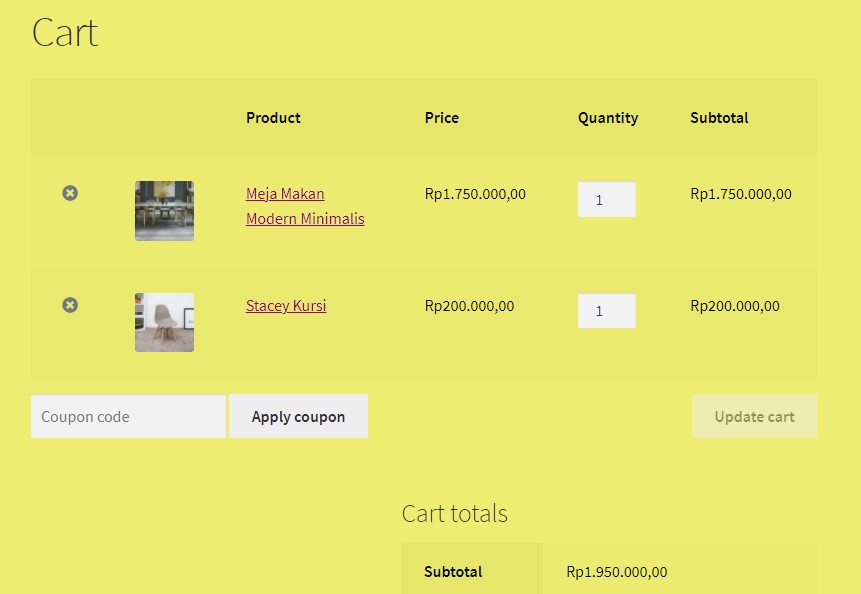 Cart
Product Price Quantity Subtotal
Meja Makan Rp1.750.000,00 1 Rp1.750.000,00
Modern Minimalis
Stacey Kursi Rp200.000,00 1 Rp200.000,00
Coupon code Apply coupon Update cart
Cart totals
Subtotal Rp1.950.000,00